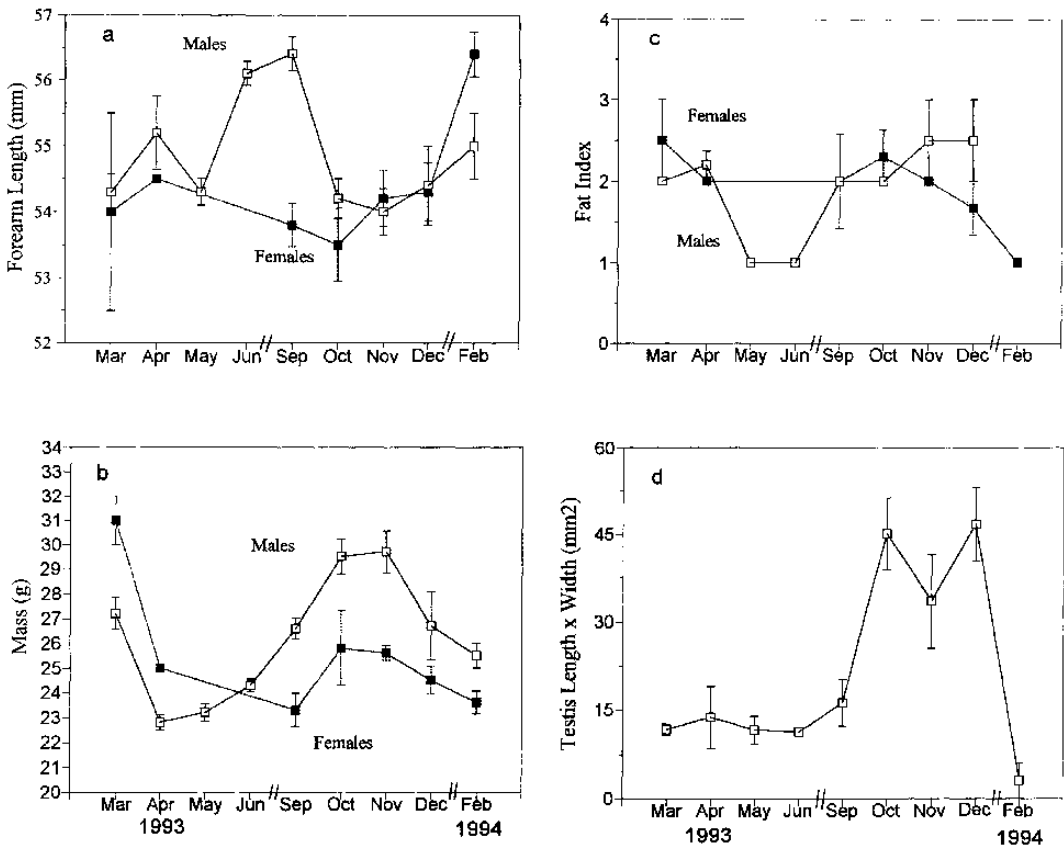 a
Males
Females
Forearm Length (mm)
57
56
55
54
53
52
Mar Apr May Jun // Sep Oct Nov Dec // Feb
c
Females
Males
Fat Index
4
3
2
1
0
Mar Apr May Jun // Sep Oct Nov Dec // Feb
b
Males
Females
Mass (g)
34
33
32
31
30
29
28
27
26
25
24
23
22
21
20
Mar Apr May Jun // Sep Oct Nov Dec // Feb
1993 1994
d
Testis Length x Width (mm2)
60
45
30
15
0
Mar Apr May Jun // Sep Oct Nov Dec // Feb
1993 1994